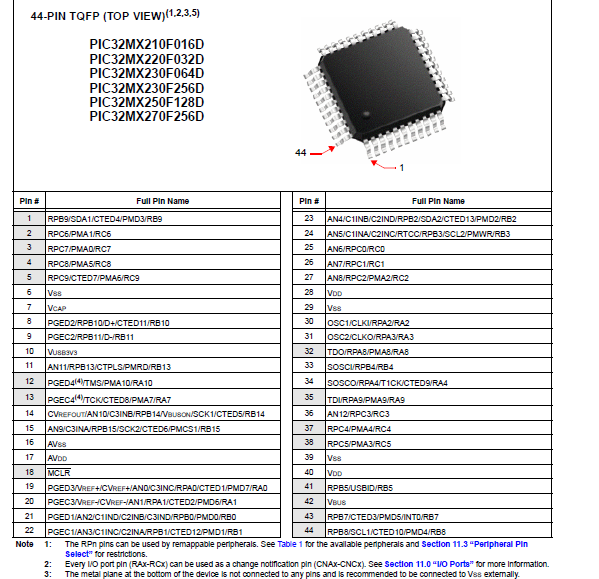 44-PIN TQFP (TOP VIEW)(1,2,3,5)
PIC32MX210F016D
PIC32MX220F032D
PIC32MX230F064D
PIC32MX230F256D
PIC32MX250F128D
PIC32MX270F256D
44
1
Pin # Full Pin Name
1 RPB9/SDA1/CTED4/PMD3/RB9
2 RPC6/PMA1/RC6
3 RPC7/PMA0/RC7
4 RPC8/PMA5/RC8
5 RPC9/CTED7/PMA6/RC9
6 VSS
7 VCAP
8 PGED2/RPB10/D+/CTED11/RB10
9 PGEC2/RPB11/D-/RB11
10 VUSB3V3
11 AN11/RPB13/CTPLS/PMRD/RB13
12 PGED4(4)/TMS/PMA10/RA10
13 PGEC4(4)/TCK/CTED8/PMA7/RA7
14 CVREFOUT/AN10/C3INB/RPB14/VBUSON/SCK1/CTED5/RB14
15 AN9/C3INA/RPB15/SCK2/CTED6/PMCS1/RB15
16 AVSS
17 AVDD
18 MCLR
19 PGED3/VREF+/CVREF+/AN0/C3INC/RPA0/CTED1/PMD7/RA0
20 PGEC3/VREF-/CVREF-/AN1/RPA1/CTED2/PMD6/RA1
21 PGED1/AN2/C1IND/C2INB/C3IND/RPB0/PMD0/RB0
22 PGEC1/AN3/C1INC/C2INA/RPB1/CTED12/PMD1/RB1
Pin # Full Pin Name
23 AN4/C1INB/C2IND/RPB2/SDA2/CTED13/PMD2/RB2
24 AN5/C1INA/C2INC/RTCC/RPB3/SCL2/PMWR/RB3
25 AN6/RPC0/RC0
26 AN7/RPC1/RC1
27 AN8/RPC2/PMA2/RC2
28 VDD
29 VSS
30 OSC1/CLKI/RPA2/RA2
31 OSC2/CLKO/RPA3/RA3
32 TDO/RPA8/PMA8/RA8
33 SOSCI/RPB4/RB4
34 SOSCO/RPA4/T1CK/CTED9/RA4
35 TDI/RPA9/PMA9/RA9
36 AN12/RPC3/RC3
37 RPC4/PMA4/RC4
38 RPC5/PMA3/RC5
39 VSS
40 VDD
41 RPB5/USBID/RB5
42 VBUS
43 RPB7/CTED3/PMD5/INT0/RB7
44 RPB8/SCL1/CTED10/PMD4/RB8
Note 1: The RPn pins can be used by remappable peripherals. See Table 1 for the available peripherals and Section 11.3 “Peripheral Pin
Select” for restrictions.
2: Every I/O port pin (RAx-RCx) can be used as a change notification pin (CNAx-CNCx). See Section 11.0 “I/O Ports” for more information.
3: The metal plane at the bottom of the device is not connected to any pins and is recommended to be connected to VSS externally.